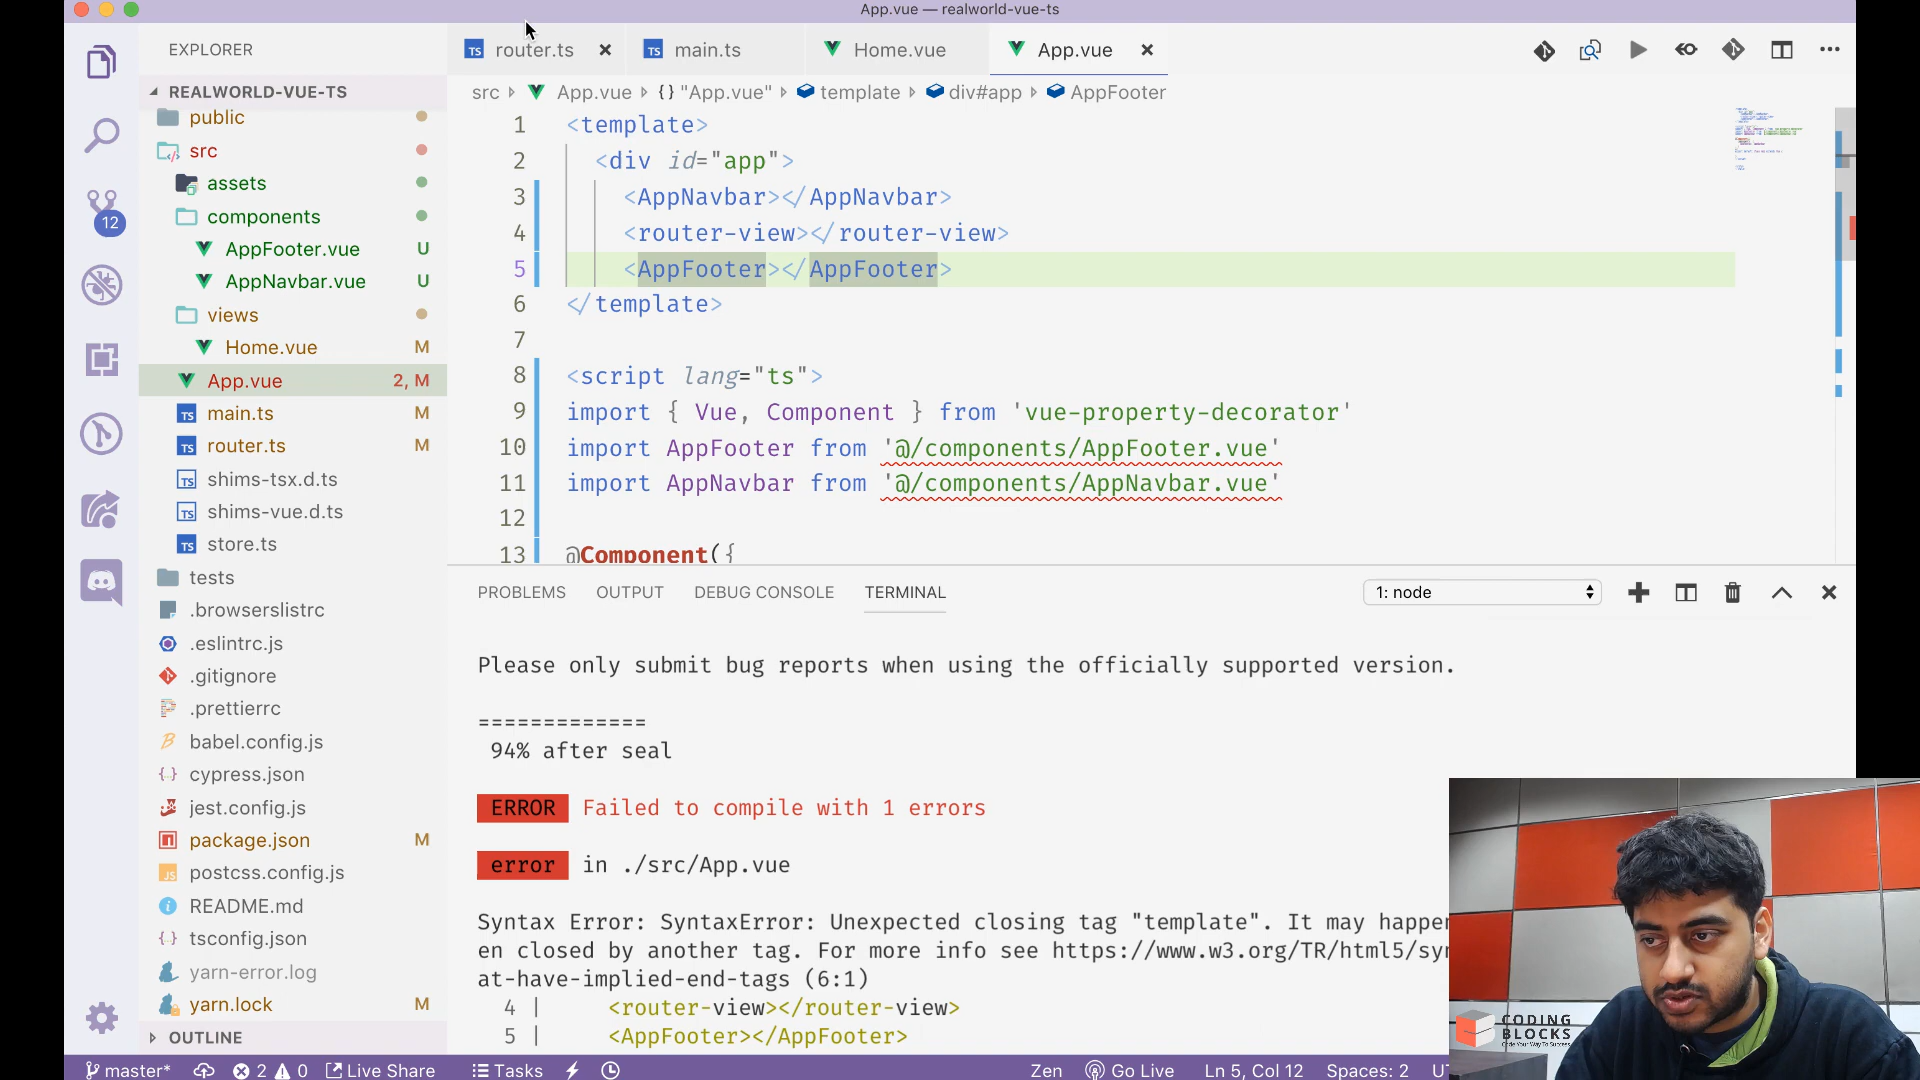 App.vue — realworld-vue-ts
EXPLORER
router.ts
main.ts
Home.vue
App.vue
REALWORLD-VUE-TS
src
App.vue
{ } "App.vue"
template
div#app
AppFooter
public
src
assets
components
AppFooter.vue U
AppNavbar.vue U
views
Home.vue M
App.vue 2, M
main.ts M
router.ts M
shims-tsx.d.ts
shims-vue.d.ts
store.ts
tests
.browserslistrc
.eslintrc.js
.gitignore
.prettierrc
babel.config.js
cypress.json
jest.config.js
package.json M
postcss.config.js
README.md
tsconfig.json
yarn-error.log
yarn.lock M
OUTLINE
12
1 <template>
2 <div id="app">
3 <AppNavbar></AppNavbar>
4 <router-view></router-view>
5 <AppFooter></AppFooter>
6 </template>
7
8 <script lang="ts">
9 import { Vue, Component } from 'vue-property-decorator'
10 import AppFooter from '@/components/AppFooter.vue'
11 import AppNavbar from '@/components/AppNavbar.vue'
12
13 @Component({
PROBLEMS OUTPUT DEBUG CONSOLE TERMINAL
1: node
Please only submit bug reports when using the officially supported version.
=============
94% after seal
ERROR Failed to compile with 1 errors
error in ./src/App.vue
Syntax Error: SyntaxError: Unexpected closing tag "template". It may happe
en closed by another tag. For more info see https://www.w3.org/TR/html5/syn
at-have-implied-end-tags (6:1)
4 | <router-view></router-view>
5 | <AppFooter></AppFooter>
CODING
BLOCKS
Code Your Way To Success
master* 2 0 Live Share Tasks Zen Go Live Ln 5, Col 12 Spaces: 2